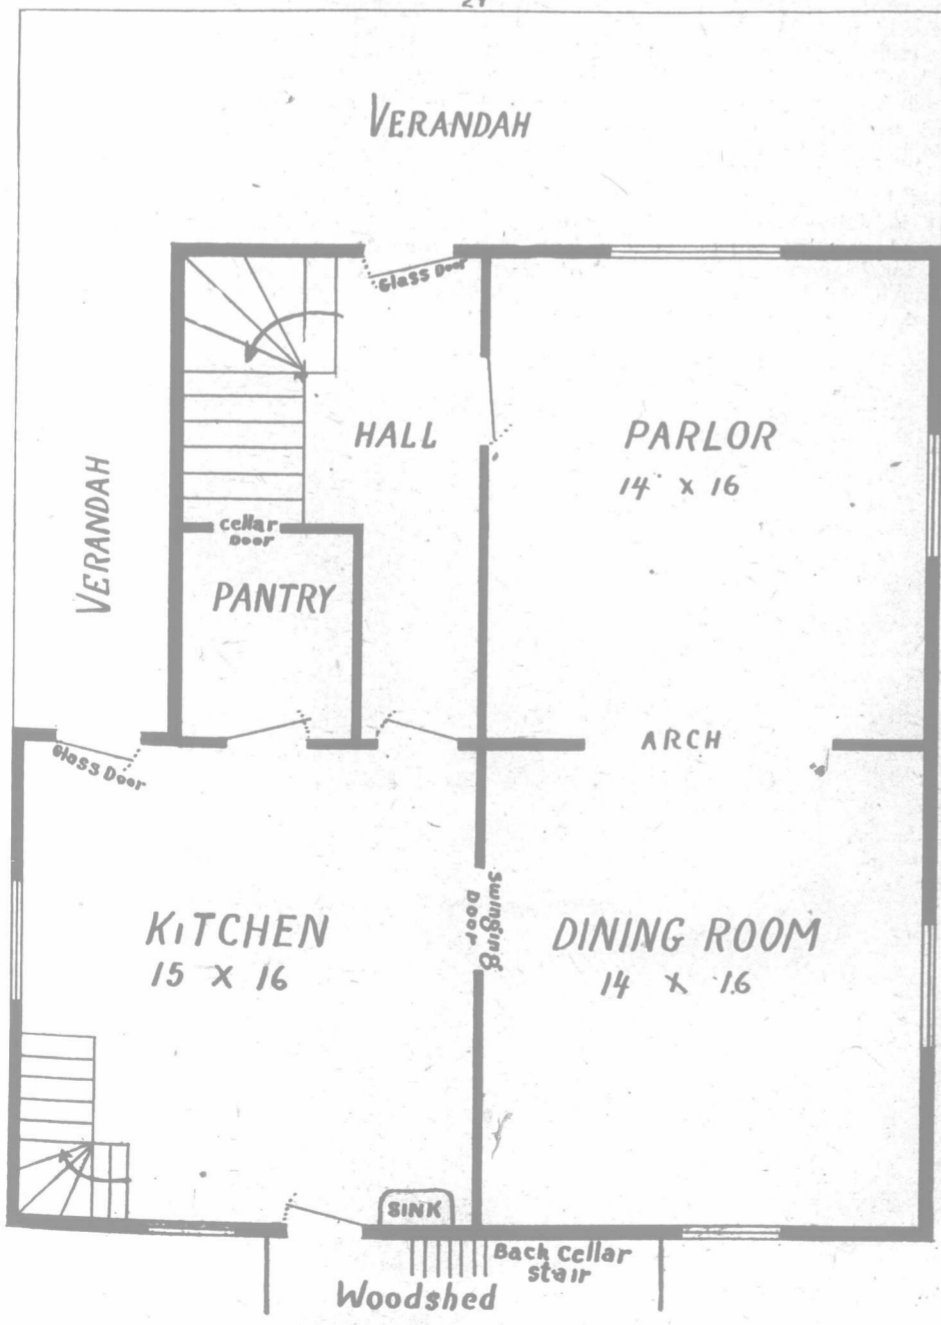 VERANDAH
Glass Door
HALL
PARLOR
14 x 16
VERANDAH
Cellar
Door
PANTRY
ARCH
Glass Door
Swinging
Door
KiTCHEN
15 X 16
DINING ROOM
14 X 16
SINK
Back Cellar
stair
Woodshed